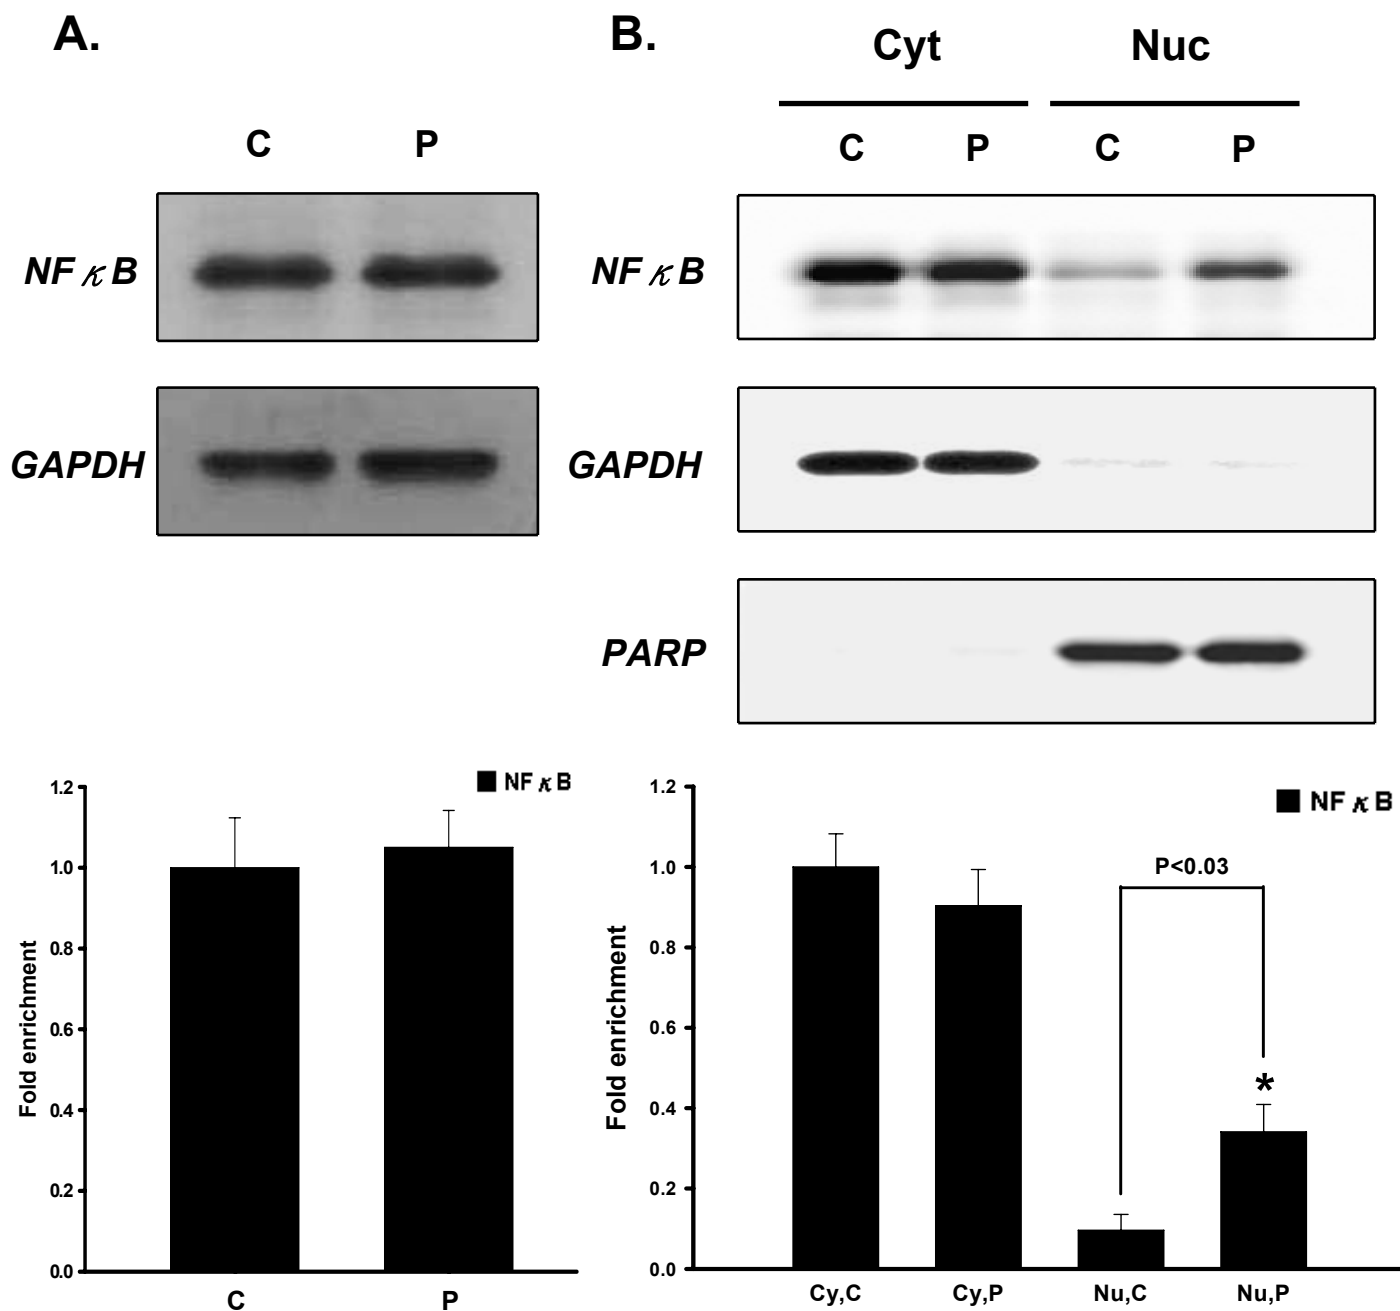 A.
C P
NFκB
GAPDH
NFκB
1.2
1.0
0.8
0.6
0.4
0.2
0.0
Fold enrichment
C P
B.
Cyt Nuc
C P C P
NFκB
GAPDH
PARP
NFκB
1.2
1.0
0.8
0.6
0.4
0.2
0.0
Fold enrichment
P<0.03
*
Cy,C Cy,P Nu,C Nu,P